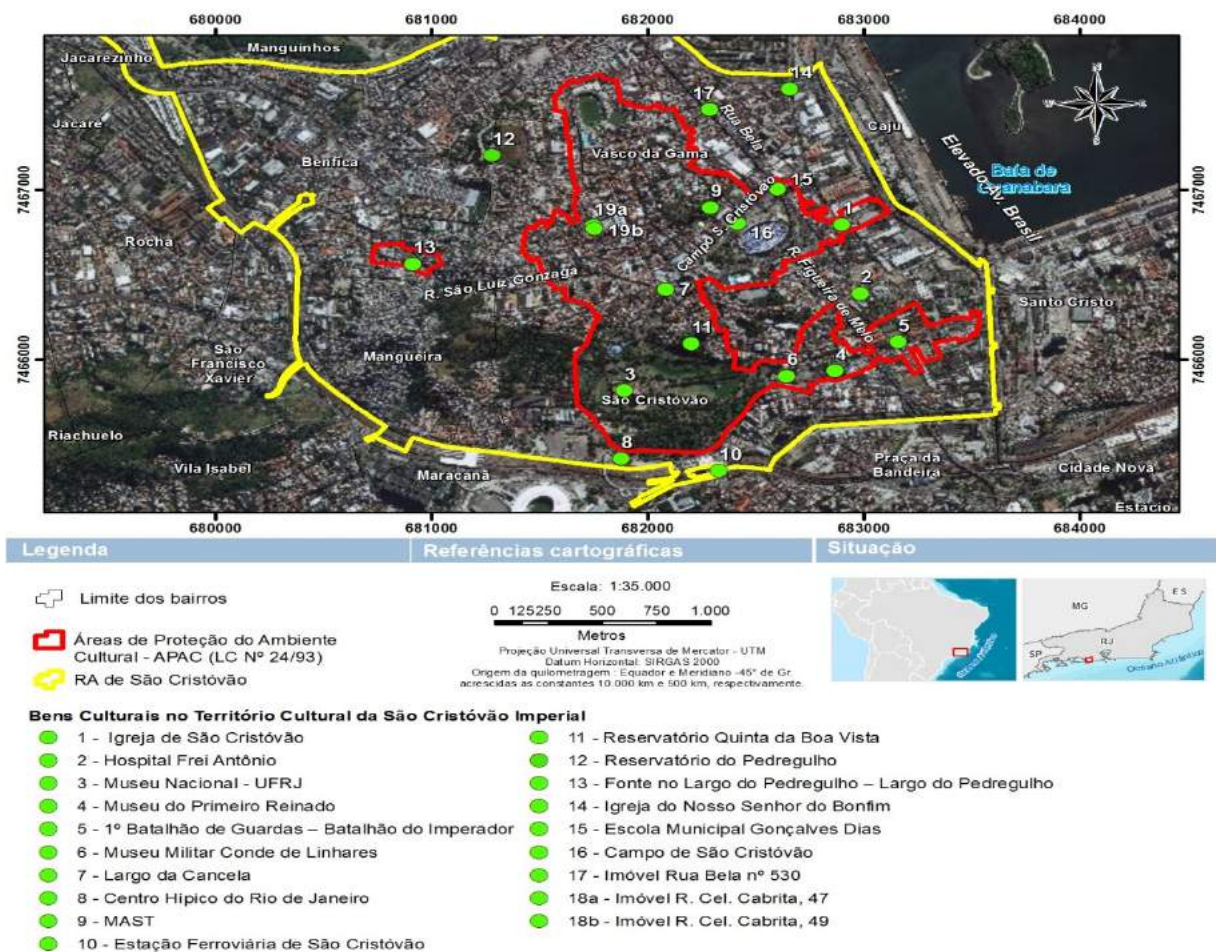 680000 681000 682000 683000 684000
Jacarezinho
Manguinhos
14
17
Rua Bela
Jacaré
12
Caju
Benfica
Vasco da Gama
Elevado Av. Brasil
Baía de Guanabara
N
E
S
W
7467000
7467000
15
9
19a
19b
Campo S. Cristóvão
16
1
Rocha
13
R. São Luiz Gonzaga
7
R. Figueira de Melo
2
Santo Cristo
11
5
7466000
7466000
São Francisco Xavier
Mangueira
3
6
4
São Cristóvão
Riachuelo
8
10
Vila Isabel
Maracanã
Praça da Bandeira
Cidade Nova
Estácio
680000 681000 682000 683000 684000
Legenda
Referências cartográficas
Situação
Limite dos bairros
Áreas de Proteção do Ambiente
Cultural - APAC (LC Nº 24/93)
RA de São Cristóvão
Escala: 1:35.000
0 125250 500 750 1.000
Metros
Projeção Universal Transversa de Mercator - UTM
Datum Horizontal: SIRGAS 2000
Origem da quilometragem : Equador e Meridiano -45° de Gr.
acrescidas as constantes 10.000 km e 500 km, respectivamente.
MG
ES
RJ
SP
Oceano Atlântico
Bens Culturais no Território Cultural da São Cristóvão Imperial
1 - Igreja de São Cristóvão
2 - Hospital Frei Antônio
3 - Museu Nacional - UFRJ
4 - Museu do Primeiro Reinado
5 - 1º Batalhão de Guardas – Batalhão do Imperador
6 - Museu Militar Conde de Linhares
7 - Largo da Cancela
8 - Centro Hípico do Rio de Janeiro
9 - MAST
10 - Estação Ferroviária de São Cristóvão
11 - Reservatório Quinta da Boa Vista
12 - Reservatório do Pedregulho
13 - Fonte no Largo do Pedregulho – Largo do Pedregulho
14 - Igreja do Nosso Senhor do Bonfim
15 - Escola Municipal Gonçalves Dias
16 - Campo de São Cristóvão
17 - Imóvel Rua Bela nº 530
18a - Imóvel R. Cel. Cabrita, 47
18b - Imóvel R. Cel. Cabrita, 49